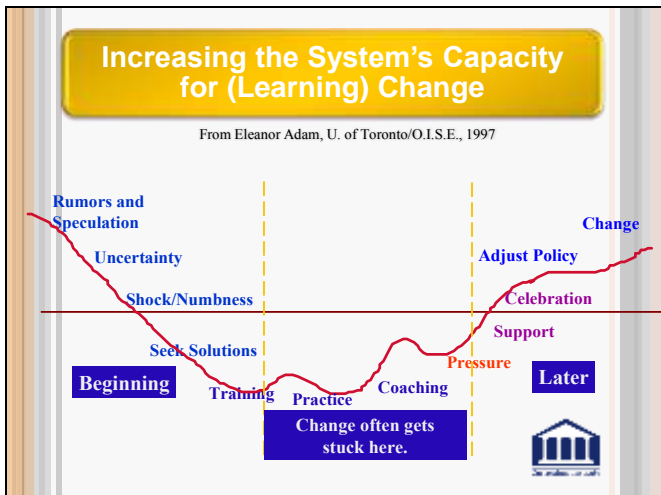 Increasing the System's Capacity
for (Learning) Change
From Eleanor Adam, U. of Toronto/O.I.S.E., 1997
Rumors and
Speculation
Uncertainty
Shock/Numbness
Seek Solutions
Beginning
Training
Practice
Coaching
Change often gets
stuck here.
Pressure
Support
Celebration
Adjust Policy
Change
Later